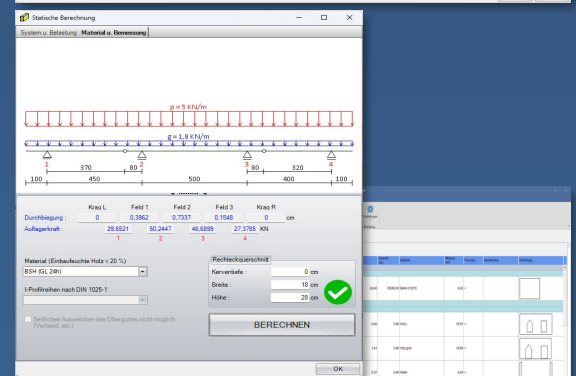 Statische Berechnung
System u. Belastung Material u. Bemessung
p = 5 KN/m
g = 1,8 KN/m
1 2 3 4
370 80 80 320
100 450 500 400 100
Krag L Feld 1 Feld 2 Feld 3 Krag R
Durchbiegung : 0 0,3962 0,7337 0,1548 0 cm
Auflagerkraft : 29,6521 50,2447 46,6899 27,3785 KN
1 2 3 4
Material (Einbaufeuchte Holz < 20 %)
BSH (GL 24h)
I-Profilreihen nach DIN 1025-1
Seitliches Ausweichen des Obergurtes nicht möglich
(Verband, etc.)
Rechteckquerschnitt
Kerventiefe : 0 cm
Breite : 18 cm
Höhe : 28 cm
BERECHNEN
OK